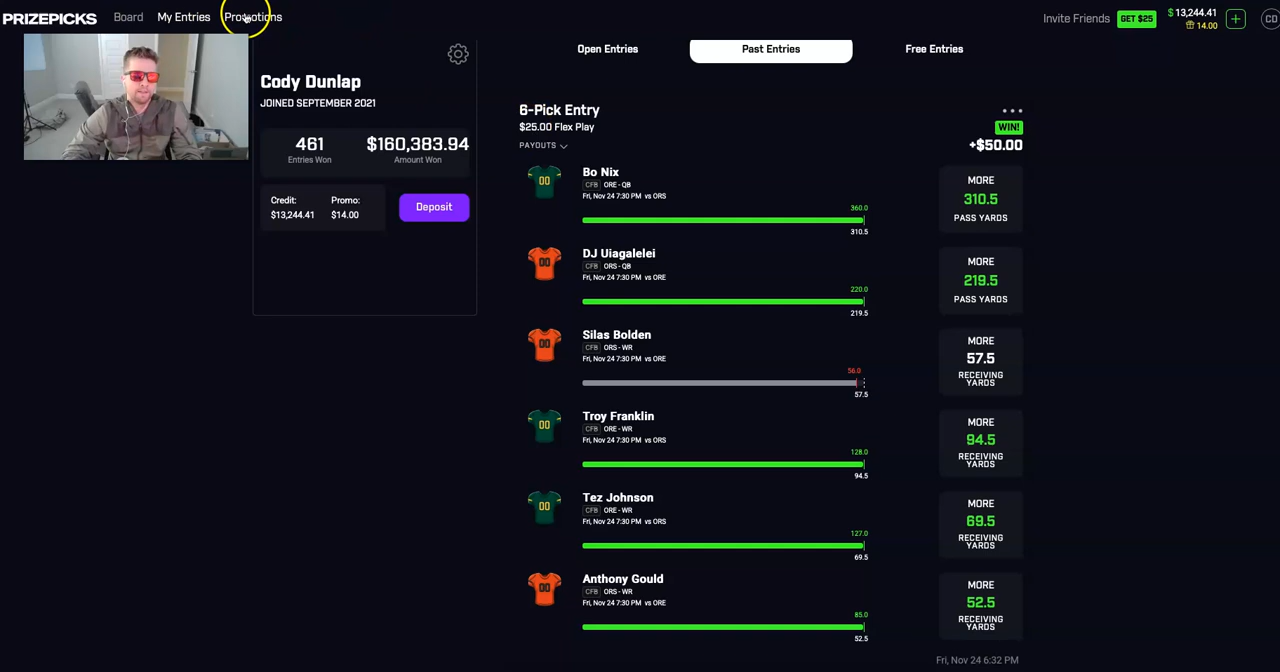 PRIZEPICKS Board My Entries Promotions
Invite Friends GET $25 $ 13,244.41 + CD
14.00
Cody Dunlap
JOINED SEPTEMBER 2021
461 $160,383.94
Entries Won Amount Won
Credit: Promo: Deposit
$13,244.41 $14.00
Open Entries Past Entries Free Entries
6-Pick Entry
$25.00 Flex Play
WIN!
PAYOUTS
+$50.00
00
Bo Nix
CFB ORE - QB
Fri, Nov 24 7:30 PM vs ORS
360.0
310.5
MORE
310.5
PASS YARDS
00
DJ Uiagalelei
CFB ORS - QB
Fri, Nov 24 7:30 PM vs ORE
220.0
219.5
MORE
219.5
PASS YARDS
00
Silas Bolden
CFB ORS - WR
Fri, Nov 24 7:30 PM vs ORE
56.0
57.5
MORE
57.5
RECEIVING
YARDS
00
Troy Franklin
CFB ORE - WR
Fri, Nov 24 7:30 PM vs ORS
128.0
94.5
MORE
94.5
RECEIVING
YARDS
00
Tez Johnson
CFB ORE - WR
Fri, Nov 24 7:30 PM vs ORS
127.0
69.5
MORE
69.5
RECEIVING
YARDS
00
Anthony Gould
CFB ORS - WR
Fri, Nov 24 7:30 PM vs ORE
85.0
52.5
MORE
52.5
RECEIVING
YARDS
Fri, Nov 24 6:32 PM